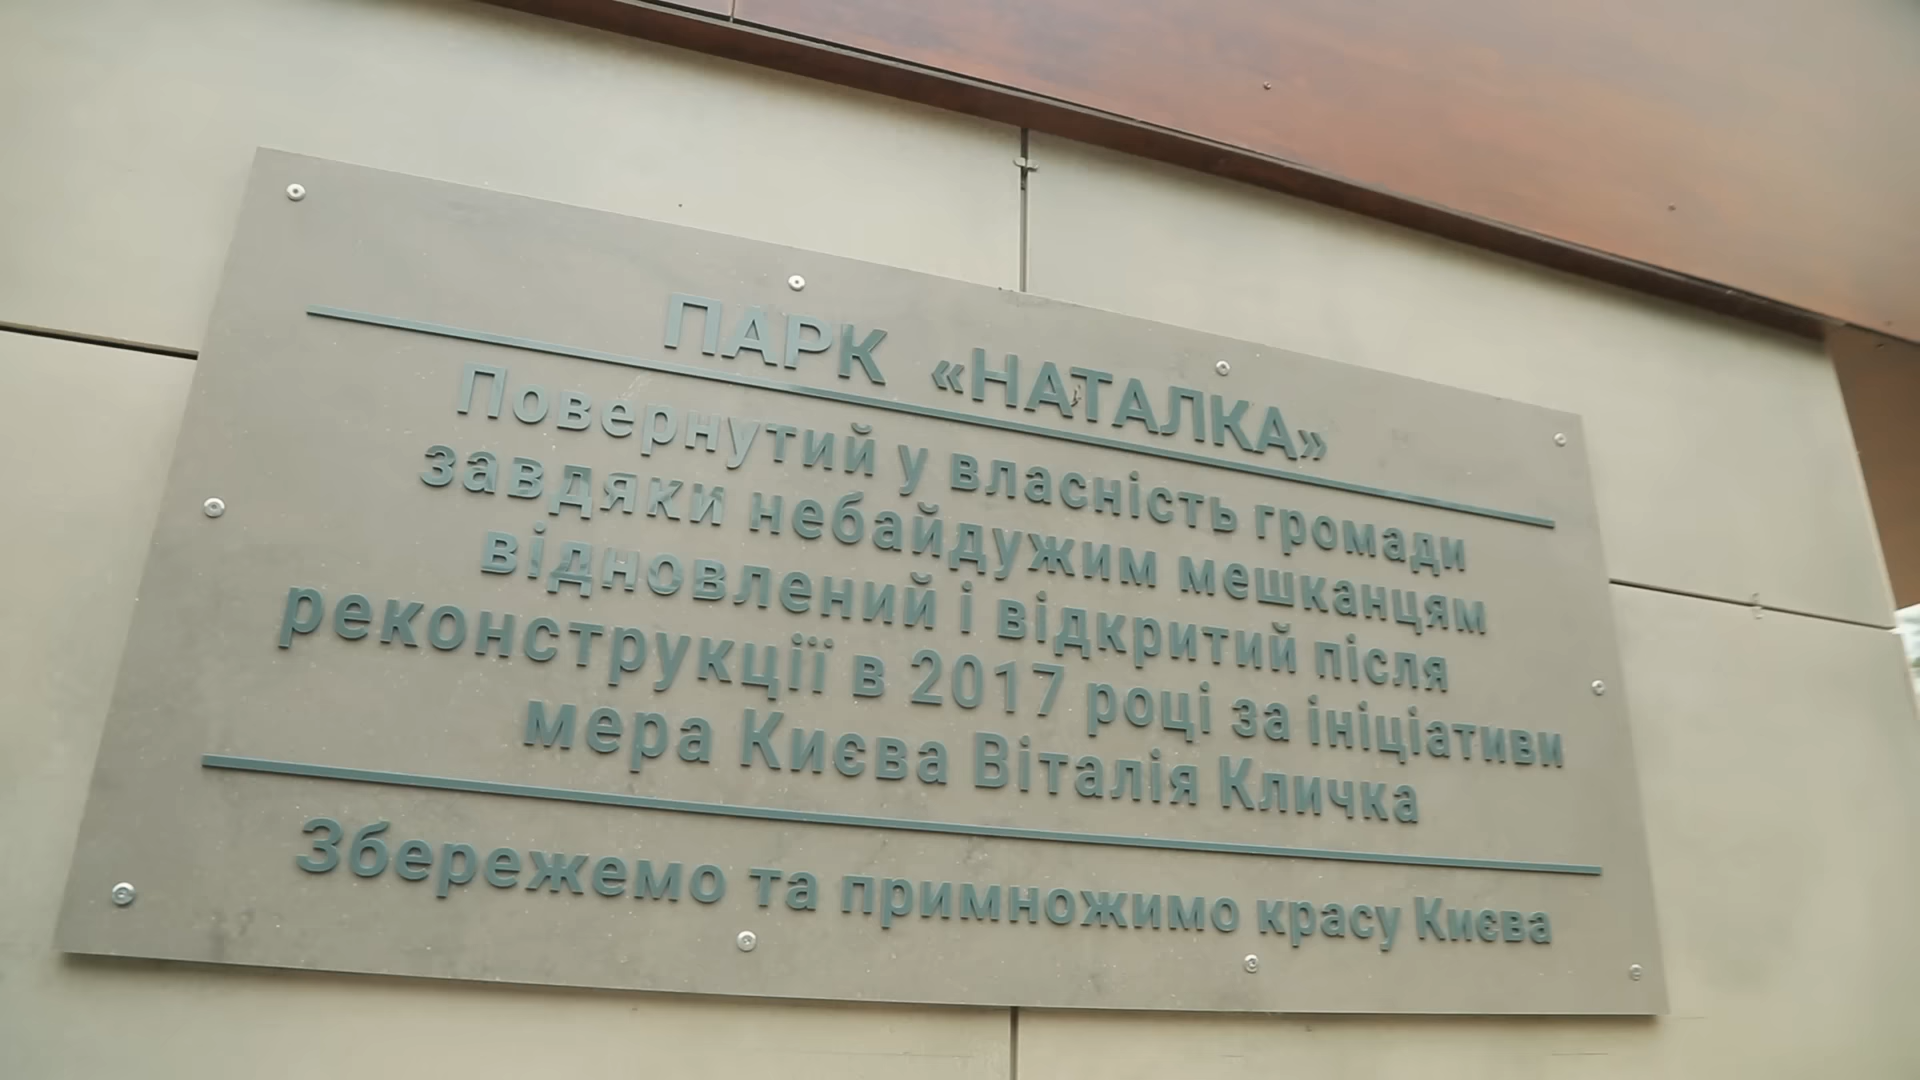 ПАРК «НАТАЛКА»
Повернутий у власність громади
завдяки небайдужим мешканцям
відновлений і відкритий після
реконструкції в 2017 році за ініціативи
мера Києва Віталія Кличка
Збережемо та примножимо красу Києва